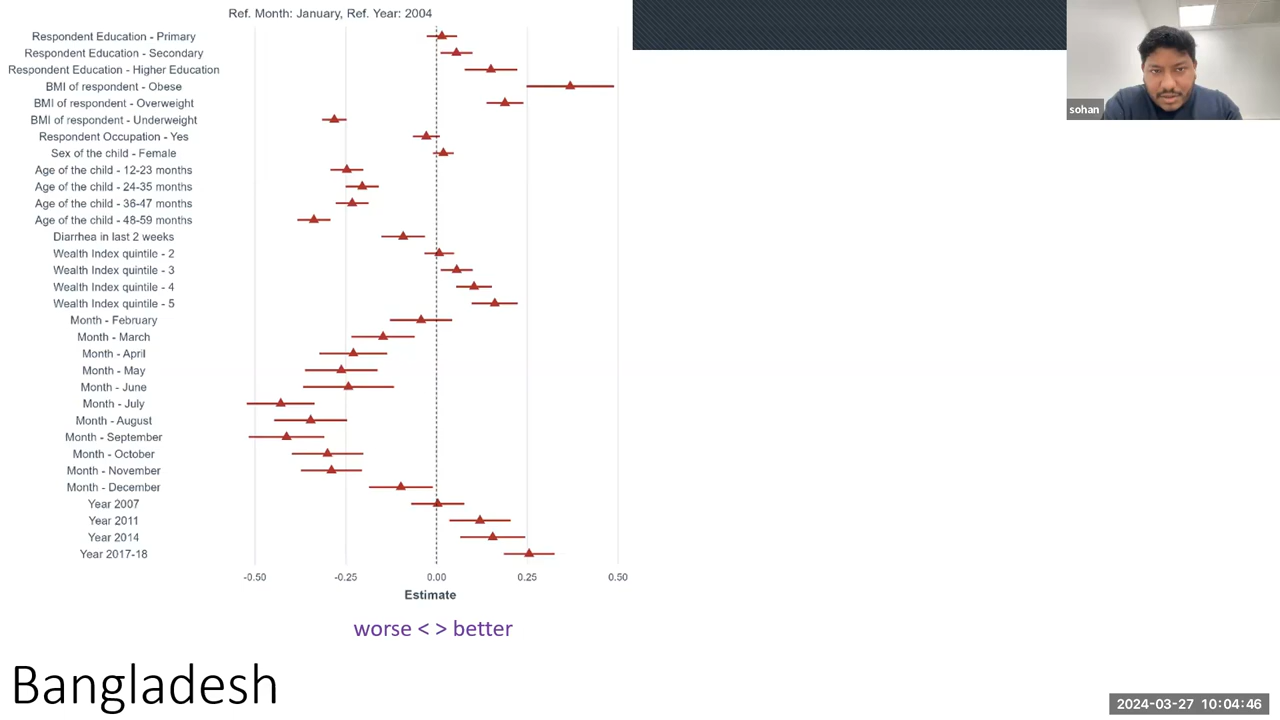 Ref. Month: January, Ref. Year: 2004
Respondent Education - Primary
Respondent Education - Secondary
Respondent Education - Higher Education
BMI of respondent - Obese
BMI of respondent - Overweight
BMI of respondent - Underweight
Respondent Occupation - Yes
Sex of the child - Female
Age of the child - 12-23 months
Age of the child - 24-35 months
Age of the child - 36-47 months
Age of the child - 48-59 months
Diarrhea in last 2 weeks
Wealth Index quintile - 2
Wealth Index quintile - 3
Wealth Index quintile - 4
Wealth Index quintile - 5
Month - February
Month - March
Month - April
Month - May
Month - June
Month - July
Month - August
Month - September
Month - October
Month - November
Month - December
Year 2007
Year 2011
Year 2014
Year 2017-18
-0.50 -0.25 0.00 0.25 0.50
Estimate
worse < > better
Bangladesh
sohan
2024-03-27 10:04:46